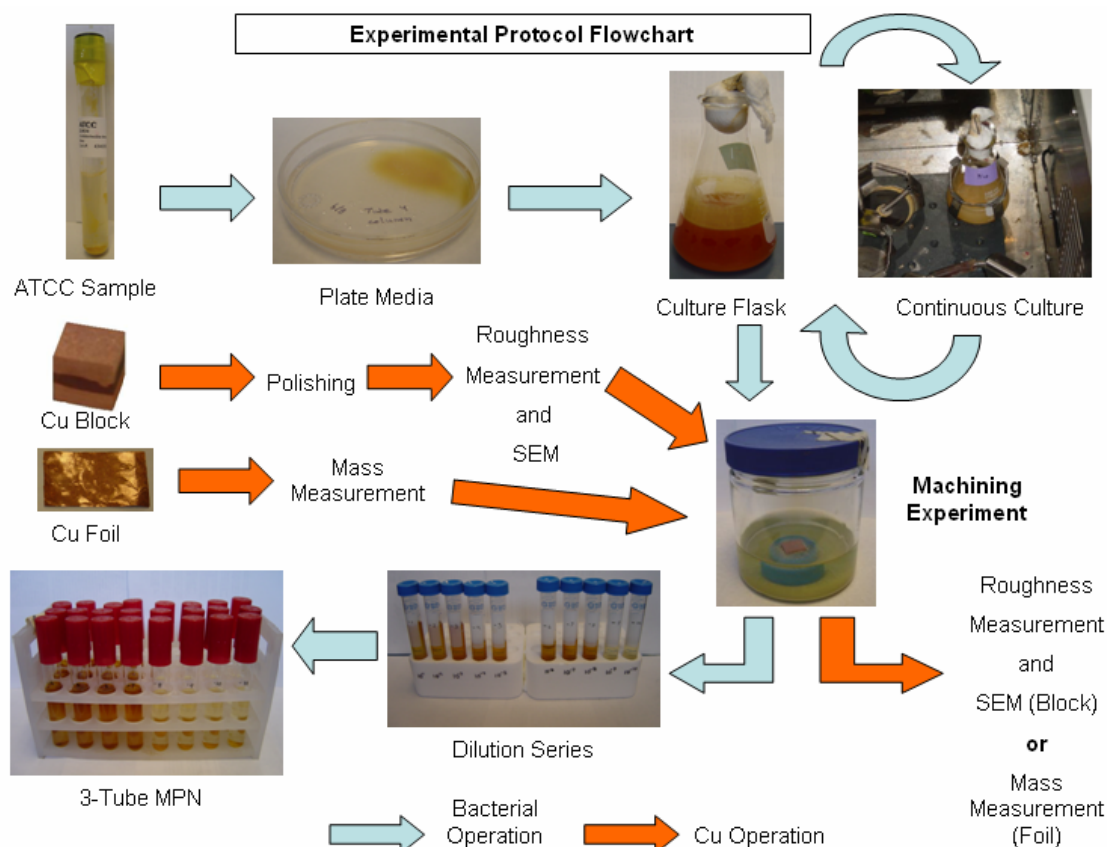 Experimental Protocol Flowchart
ATCC
ATCC Sample
Plate Media
Culture Flask
Continuous Culture
Cu Block
Polishing
Roughness
Measurement
and
SEM
Cu Foil
Mass
Measurement
Machining
Experiment
3-Tube MPN
Dilution Series
Roughness
Measurement
and
SEM (Block)
or
Mass
Measurement
(Foil)
Bacterial
Operation
Cu Operation